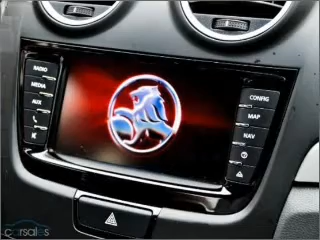 RADIO
MEDIA
AUX
CONFIG
MAP
NAV
?
carsales